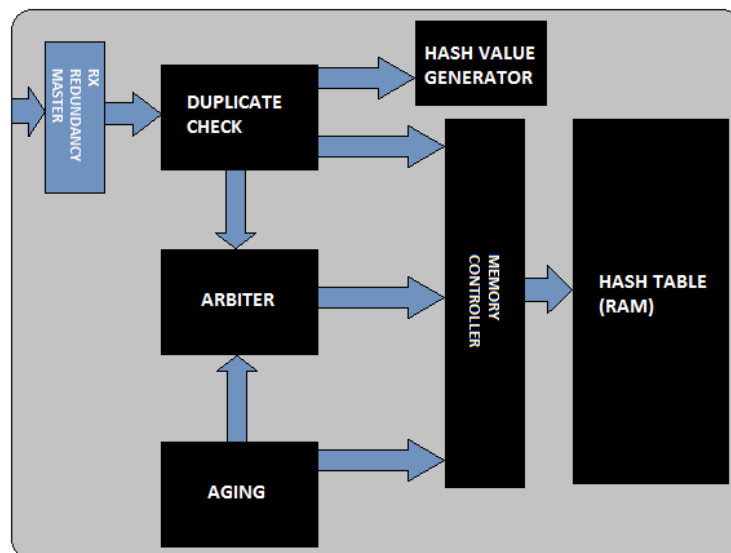 RX
REDUNDANCY
MASTER
DUPLICATE
CHECK
HASH VALUE
GENERATOR
ARBITER
MEMORY
CONTROLLER
HASH TABLE
(RAM)
AGING